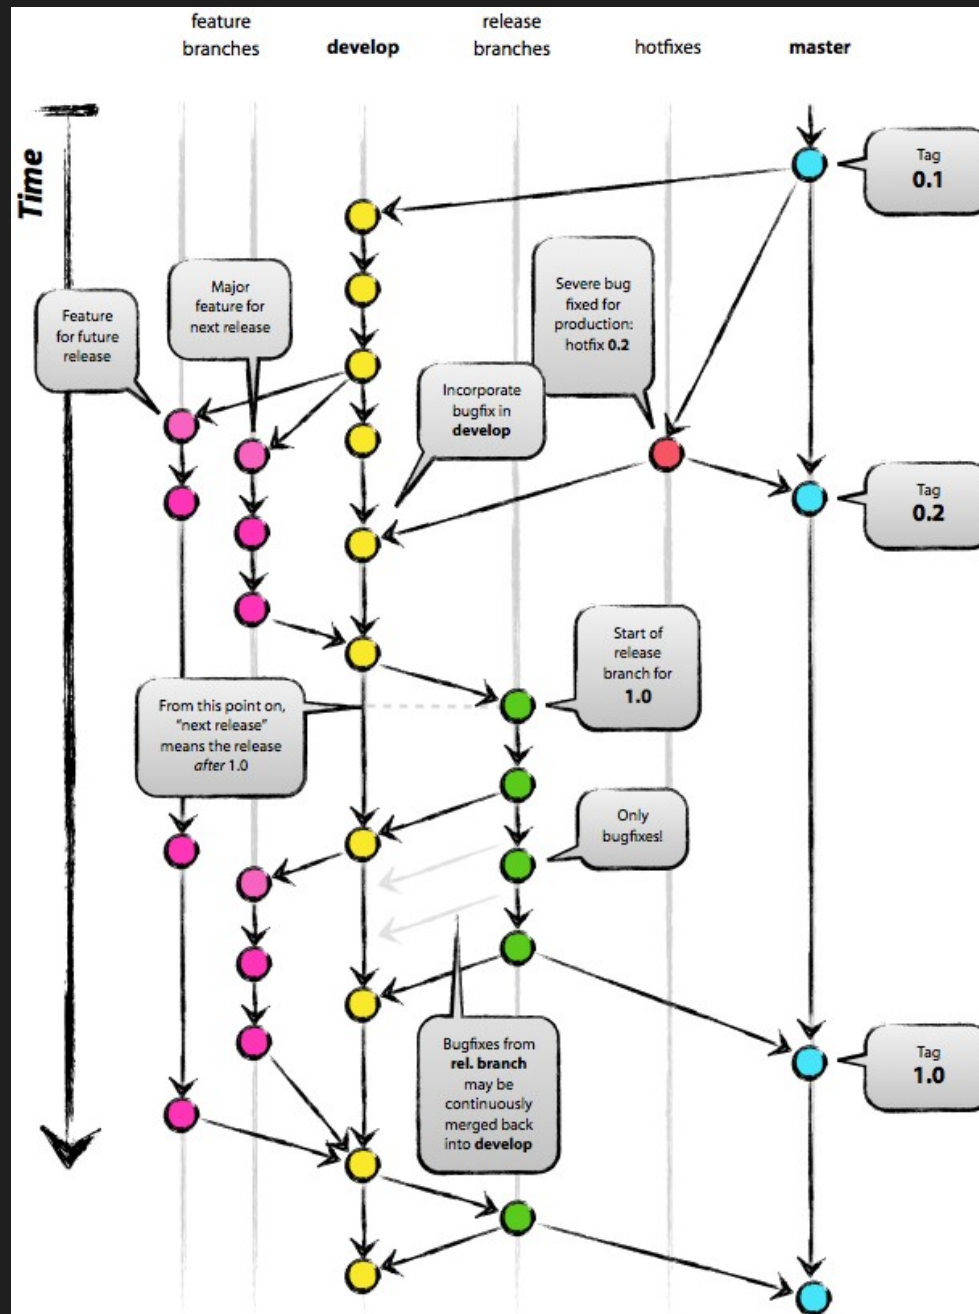 feature
branches
develop
release
branches
hotfixes
master
Time
Tag
0.1
Major
feature for
next release
Feature
for future
release
Severe bug
fixed for
production:
hotfix 0.2
Incorporate
bugfix in
develop
Tag
0.2
Start of
release
branch for
1.0
From this point on,
“next release”
means the release
after 1.0
Only
bugfixes!
Bugfixes from
rel. branch
may be
continuously
merged back
into develop
Tag
1.0